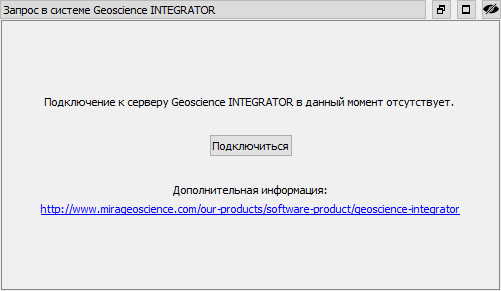 Запрос в системе Geoscience INTEGRATOR
Подключение к серверу Geoscience INTEGRATOR в данный момент отсутствует.
Подключиться
Дополнительная информация:
http://www.mirageoscience.com/our-products/software-product/geoscience-integrator